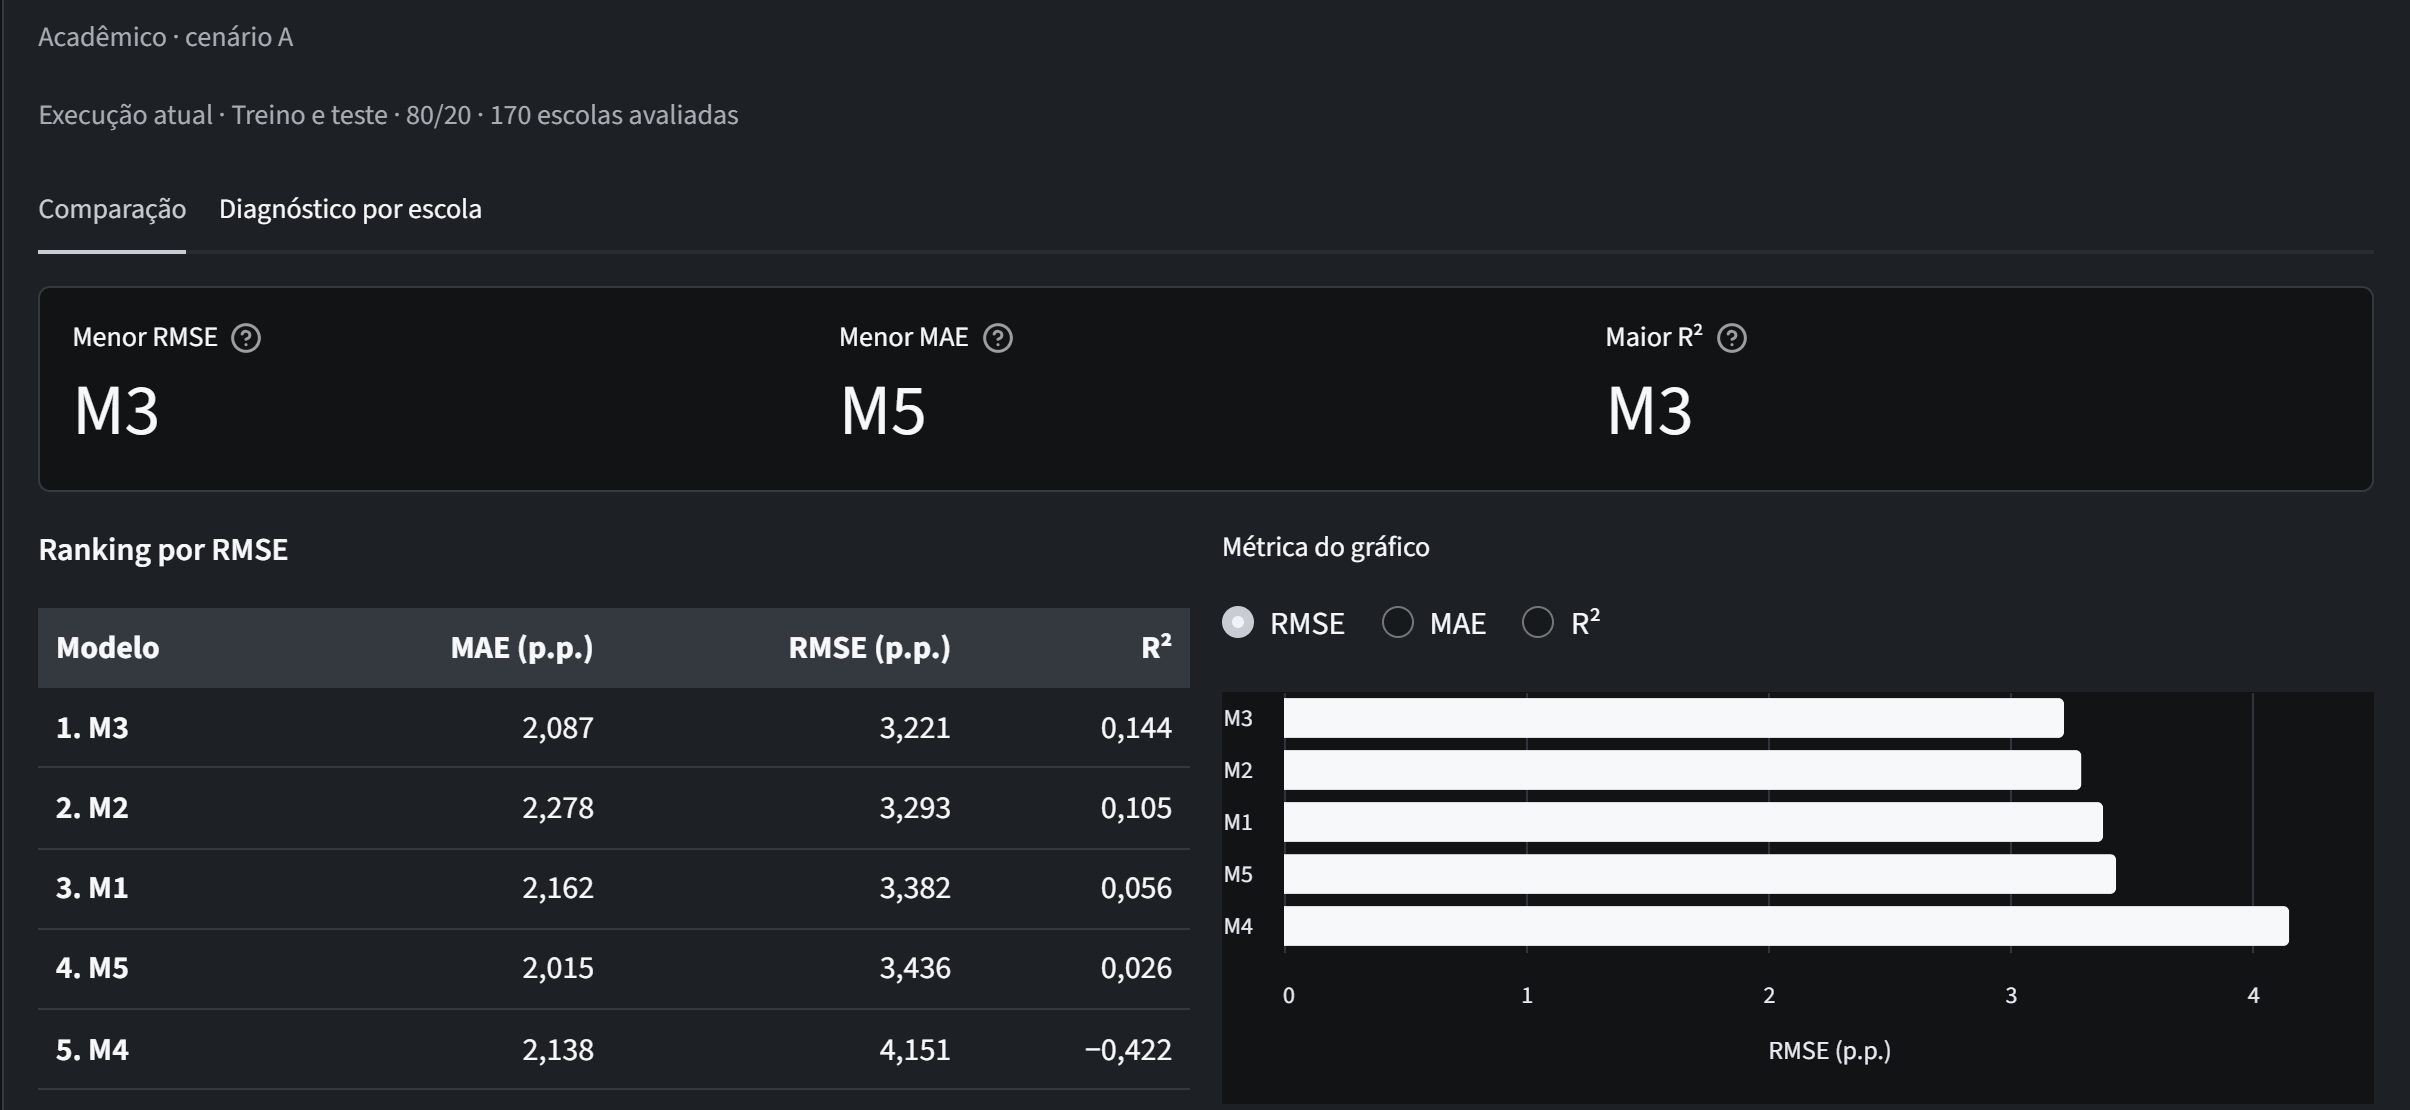 Acadêmico · cenário A
Execução atual · Treino e teste · 80/20 · 170 escolas avaliadas
Comparação Diagnóstico por escola
Menor RMSE ? Menor MAE ? Maior R² ?
M3 M5 M3
Ranking por RMSE
Modelo MAE (p.p.) RMSE (p.p.) R²
1. M3 2,087 3,221 0,144
2. M2 2,278 3,293 0,105
3. M1 2,162 3,382 0,056
4. M5 2,015 3,436 0,026
5. M4 2,138 4,151 −0,422
Métrica do gráfico
RMSE MAE R²
M3
M2
M1
M5
M4
0 1 2 3 4
RMSE (p.p.)